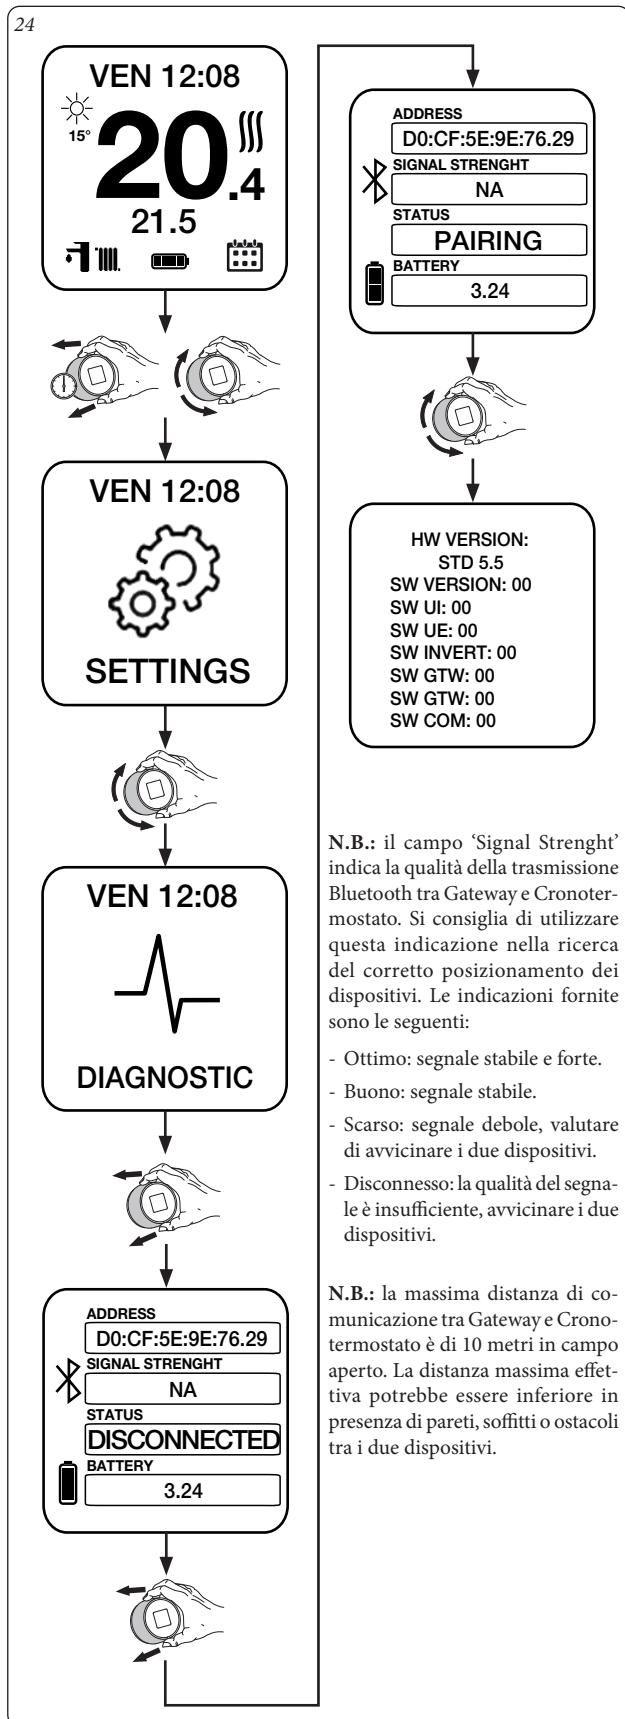 24
VEN 12:08
15°
20.4
21.5
VEN 12:08
SETTINGS
VEN 12:08
DIAGNOSTIC
ADDRESS
D0:CF:5E:9E:76.29
SIGNAL STRENGHT
NA
STATUS
DISCONNECTED
BATTERY
3.24
ADDRESS
D0:CF:5E:9E:76.29
SIGNAL STRENGHT
NA
STATUS
PAIRING
BATTERY
3.24
HW VERSION:
STD 5.5
SW VERSION: 00
SW UI: 00
SW UE: 00
SW INVERT: 00
SW GTW: 00
SW GTW: 00
SW COM: 00
N.B.: il campo ‘Signal Strenght’
indica la qualità della trasmissione
Bluetooth tra Gateway e Cronoter-
mostato. Si consiglia di utilizzare
questa indicazione nella ricerca
del corretto posizionamento dei
dispositivi. Le indicazioni fornite
sono le seguenti:
- Ottimo: segnale stabile e forte.
- Buono: segnale stabile.
- Scarso: segnale debole, valutare
di avvicinare i due dispositivi.
- Disconnesso: la qualità del segna-
le è insufficiente, avvicinare i due
dispositivi.
N.B.: la massima distanza di co-
municazione tra Gateway e Crono-
termostato è di 10 metri in campo
aperto. La distanza massima effet-
tiva potrebbe essere inferiore in
presenza di pareti, soffitti o ostacoli
tra i due dispositivi.